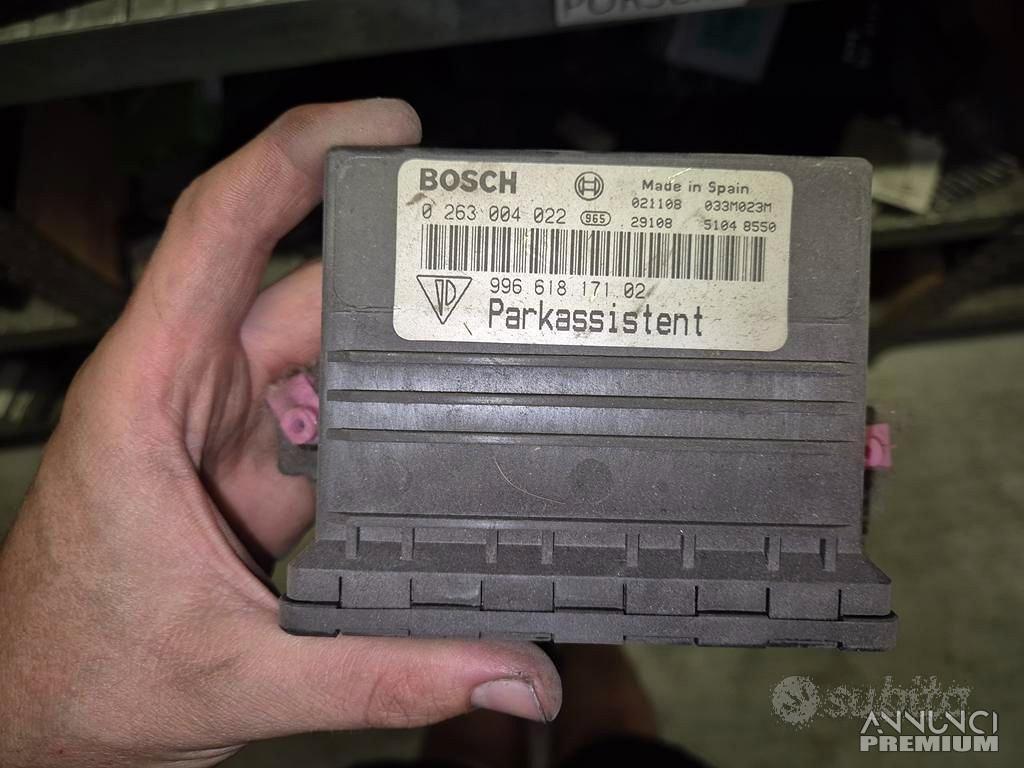 BOSCH
Made in Spain
021108 033M023M
0 263 004 022 965 29108 5104 8550
996 618 171 02
Parkassistent
subito
ANNUNCI
PREMIUM